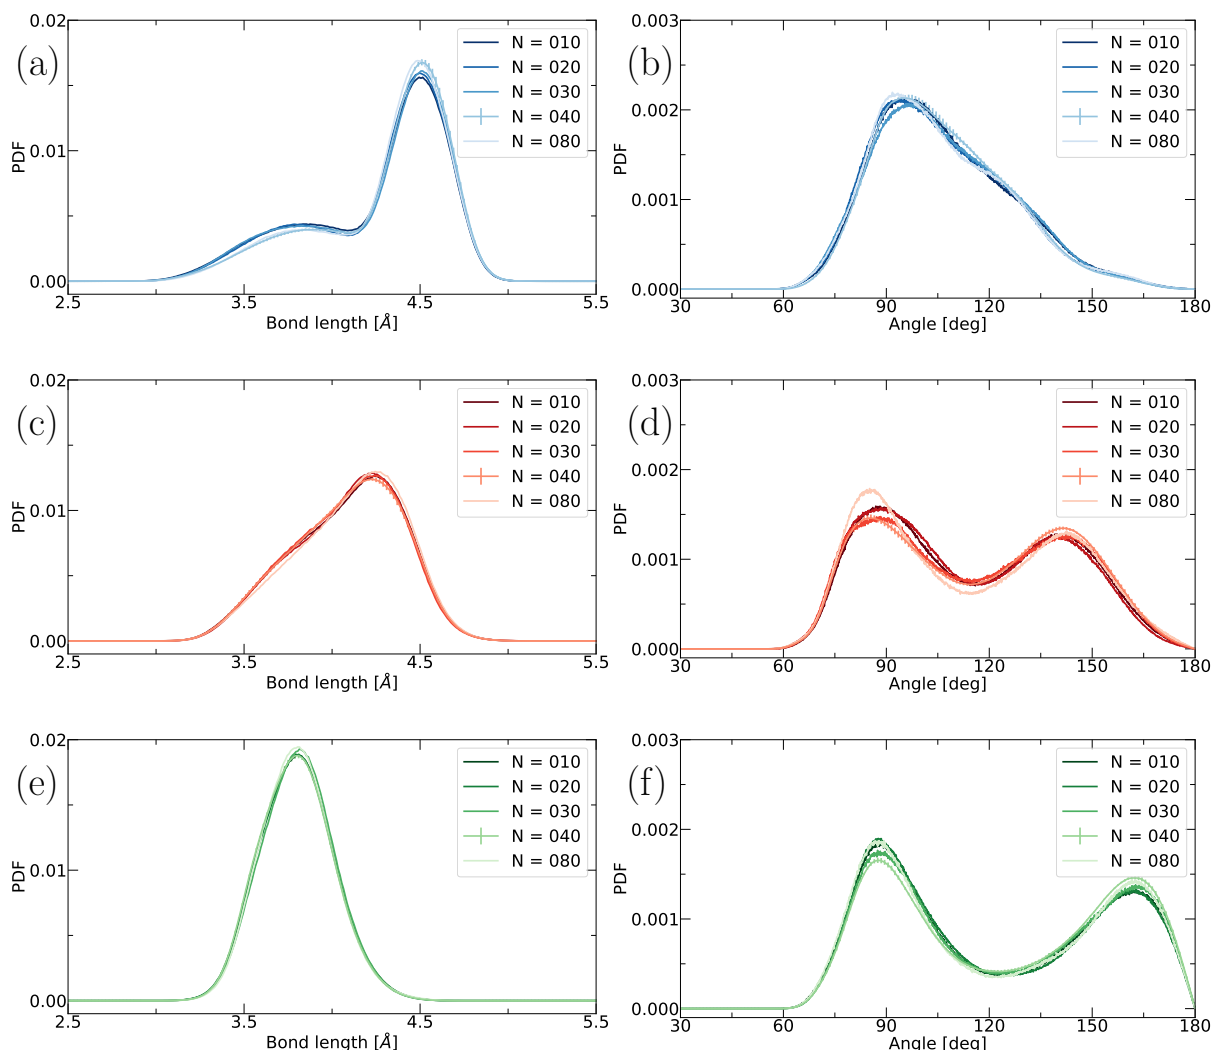 (a)
0.02
0.01
0.00
PDF
2.5 3.5 4.5 5.5
Bond length [Å]
N = 010
N = 020
N = 030
N = 040
N = 080
(b)
0.003
0.002
0.001
0.000
PDF
30 60 90 120 150 180
Angle [deg]
N = 010
N = 020
N = 030
N = 040
N = 080
(c)
0.02
0.01
0.00
PDF
2.5 3.5 4.5 5.5
Bond length [Å]
N = 010
N = 020
N = 030
N = 040
N = 080
(d)
0.003
0.002
0.001
0.000
PDF
30 60 90 120 150 180
Angle [deg]
N = 010
N = 020
N = 030
N = 040
N = 080
(e)
0.02
0.01
0.00
PDF
2.5 3.5 4.5 5.5
Bond length [Å]
N = 010
N = 020
N = 030
N = 040
N = 080
(f)
0.003
0.002
0.001
0.000
PDF
30 60 90 120 150 180
Angle [deg]
N = 010
N = 020
N = 030
N = 040
N = 080